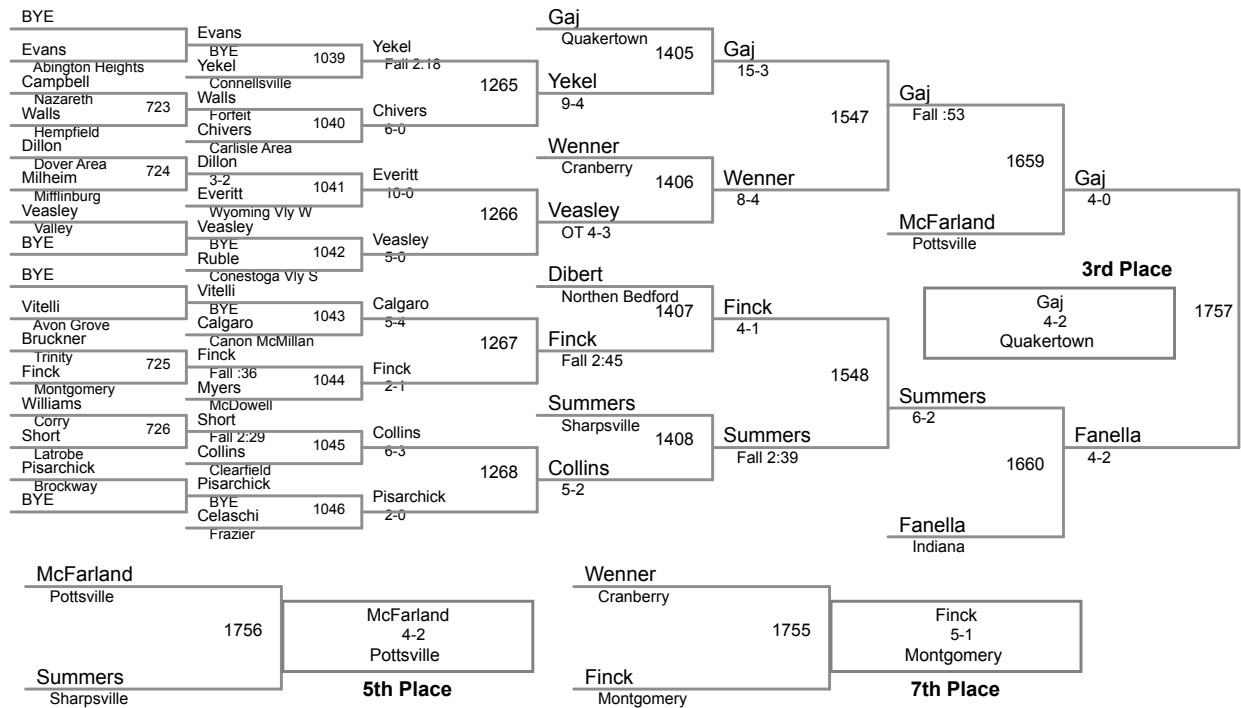 BYE
Evans
Abington Heights
Campbell
Nazareth
723
Walls
Hempfield
Dillon
Dover Area
724
Milheim
Mifflinburg
Veasley
Valley
BYE
BYE
Vitelli
Avon Grove
Bruckner
Trinity
725
Finck
Montgomery
Williams
Corry
726
Short
Latrobe
Pisarchick
Brockway
BYE
Evans
BYE
1039
Yekel
Connellsville
Walls
Forfeit
1040
Chivers
Carlisle Area
Dillon
3-2
1041
Everitt
Wyoming Vly W
Veasley
BYE
1042
Ruble
Conestoga Vly S
Vitelli
BYE
1043
Calgaro
Canon McMillan
Finck
Fall :36
1044
Myers
McDowell
Short
Fall 2:29
1045
Collins
Clearfield
Pisarchick
BYE
1046
Celaschi
Frazier
Yekel
Fall 2:18
1265
Chivers
6-0
Everitt
10-0
1266
Veasley
5-0
Calgaro
5-4
1267
Finck
2-1
Collins
6-3
1268
Pisarchick
2-0
Gaj
Quakertown
1405
Yekel
9-4
Wenner
Cranberry
1406
Veasley
OT 4-3
Dibert
Northen Bedford
1407
Finck
Fall 2:45
Summers
Sharpsville
1408
Collins
5-2
Gaj
15-3
1547
Wenner
8-4
Finck
4-1
1548
Summers
Fall 2:39
Gaj
Fall :53
1659
McFarland
Pottsville
Summers
6-2
1660
Fanella
Indiana
Gaj
4-0
1757
Fanella
4-2
3rd Place
Gaj
4-2
Quakertown
McFarland
Pottsville
1756
Summers
Sharpsville
McFarland
4-2
Pottsville
5th Place
Wenner
Cranberry
1755
Finck
Montgomery
Finck
5-1
Montgomery
7th Place